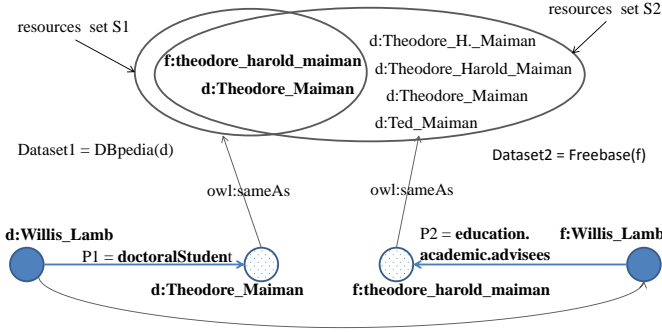 resources set S1
resources set S2
d:Theodore_H._Maiman
f:theodore_harold_maiman
d:Theodore_Harold_Maiman
d:Theodore_Maiman
d:Theodore_Maiman
d:Ted_Maiman
Dataset1 = DBpedia(d)
Dataset2 = Freebase(f)
owl:sameAs
owl:sameAs
d:Willis_Lamb
P2 = education.
academic.advisees
f:Willis_Lamb
P1 = doctoralStudent
d:Theodore_Maiman
f:theodore_harold_maiman